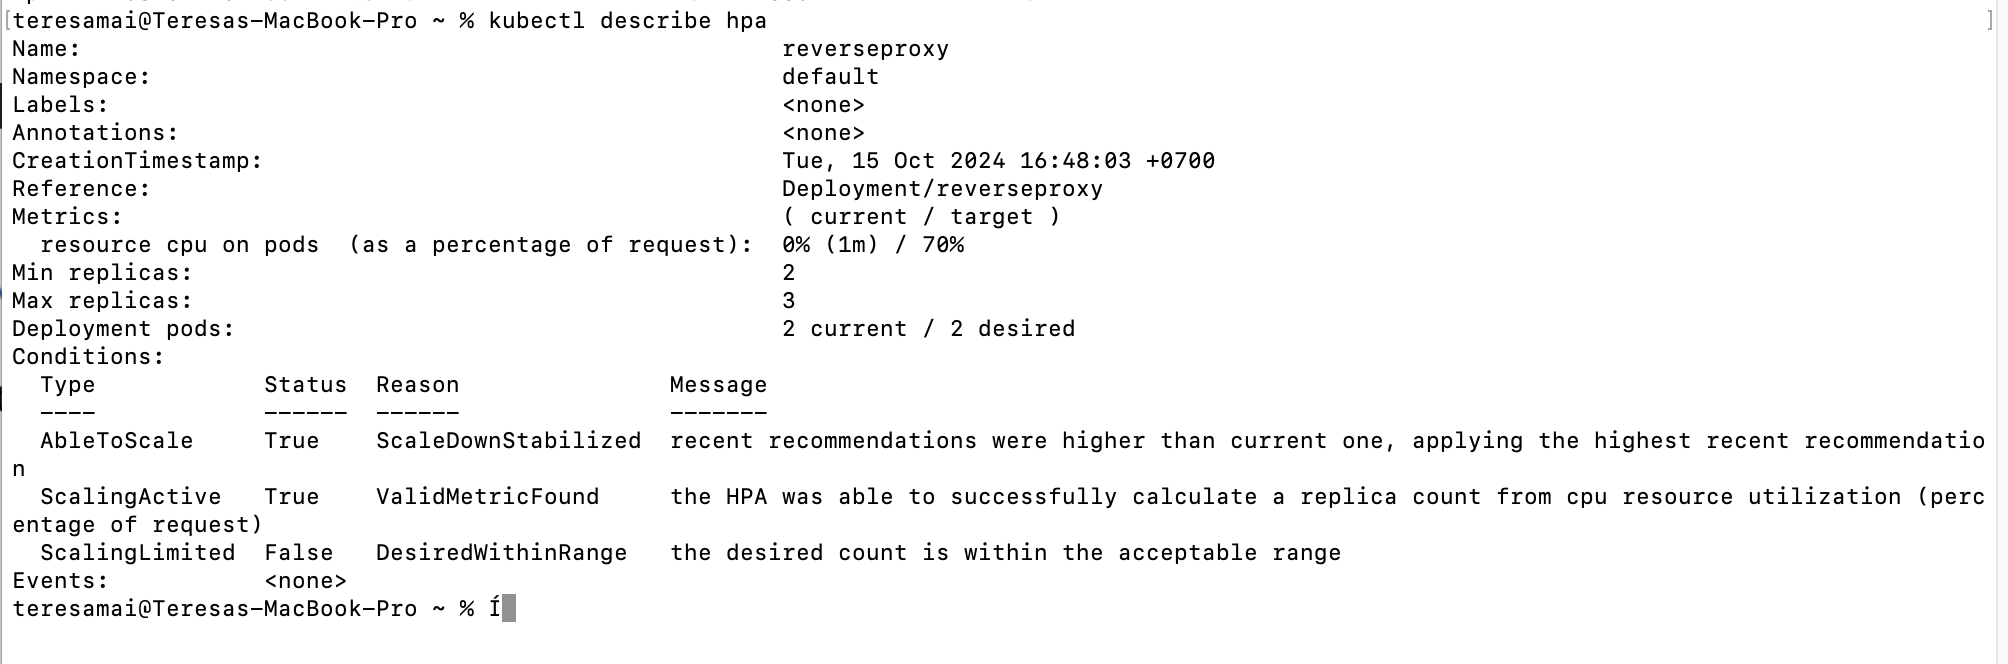 [teresamai@Teresas-MacBook-Pro ~ % kubectl describe hpa ]
Name: reverseproxy
Namespace: default
Labels: <none>
Annotations: <none>
CreationTimestamp: Tue, 15 Oct 2024 16:48:03 +0700
Reference: Deployment/reverseproxy
Metrics: ( current / target )
  resource cpu on pods  (as a percentage of request):  0% (1m) / 70%
Min replicas: 2
Max replicas: 3
Deployment pods: 2 current / 2 desired
Conditions:
  Type            Status  Reason               Message
  ----            ------  ------               -------
  AbleToScale     True    ScaleDownStabilized  recent recommendations were higher than current one, applying the highest recent recommendatio
n
  ScalingActive   True    ValidMetricFound     the HPA was able to successfully calculate a replica count from cpu resource utilization (perc
entage of request)
  ScalingLimited  False   DesiredWithinRange   the desired count is within the acceptable range
Events:           <none>
teresamai@Teresas-MacBook-Pro ~ % Í